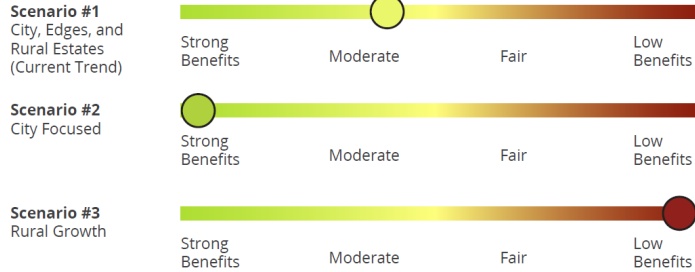 Scenario #1
City, Edges, and
Rural Estates
(Current Trend)
Strong
Benefits
Moderate
Fair
Low
Benefits
Scenario #2
City Focused
Strong
Benefits
Moderate
Fair
Low
Benefits
Scenario #3
Rural Growth
Strong
Benefits
Moderate
Fair
Low
Benefits